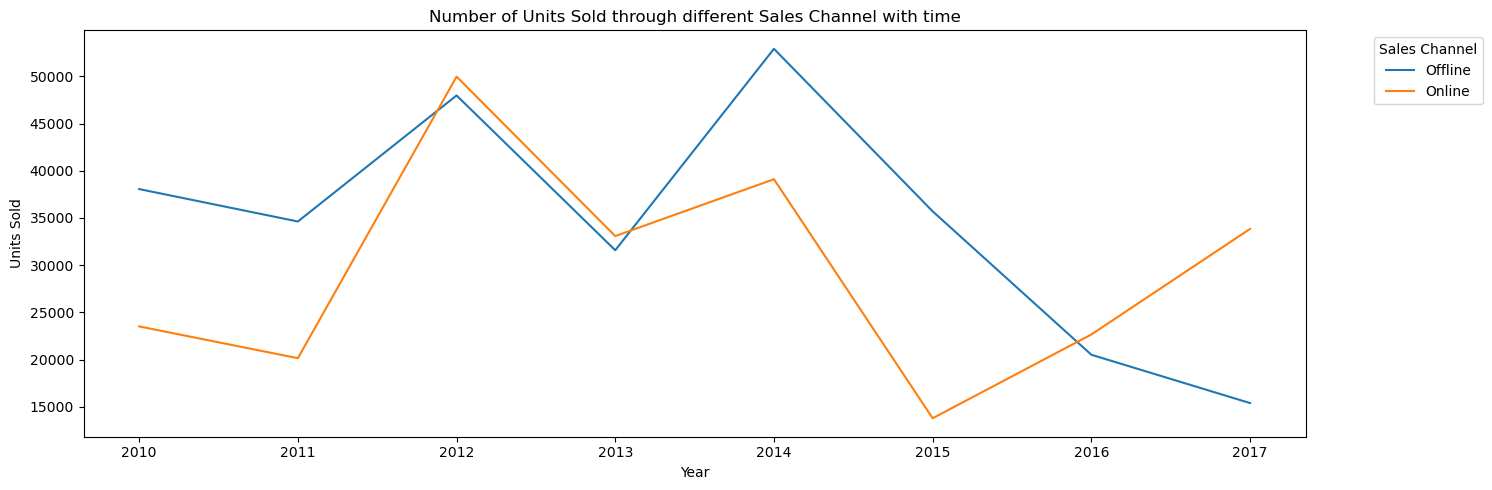 Number of Units Sold through different Sales Channel with time
Sales Channel
Offline
Online
50000
45000
40000
35000
30000
25000
20000
15000
Units Sold
2010 2011 2012 2013 2014 2015 2016 2017
Year